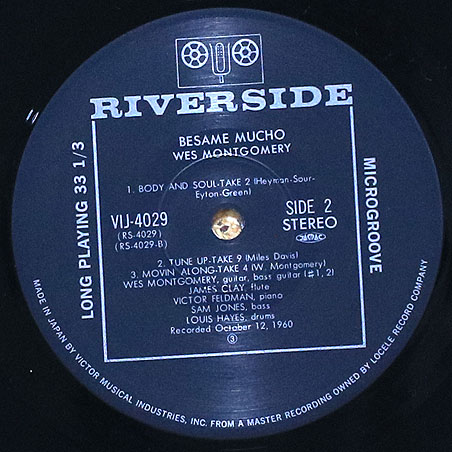 RIVERSIDE
BESAME MUCHO
WES MONTGOMERY
1. BODY AND SOUL-TAKE 2 (Heyman-Sour-
Eyton-Green)
VIJ-4029
(RS-4029)
(RS-4029-B)
SIDE 2
STEREO
2. TUNE UP-TAKE 9 (Miles Davis)
3. MOVIN' ALONG-TAKE 4 (W. Montgomery)
WES MONTGOMERY, guitar, bass guitar (#1, 2)
JAMES CLAY, flute
VICTOR FELDMAN, piano
SAM JONES, bass
LOUIS HAYES, drums
Recorded October 12, 1960
③
LONG PLAYING 33 1/3
MICROGROOVE
MADE IN JAPAN BY VICTOR MUSICAL INDUSTRIES, INC. FROM A MASTER RECORDING OWNED BY LOCELE RECORD COMPANY